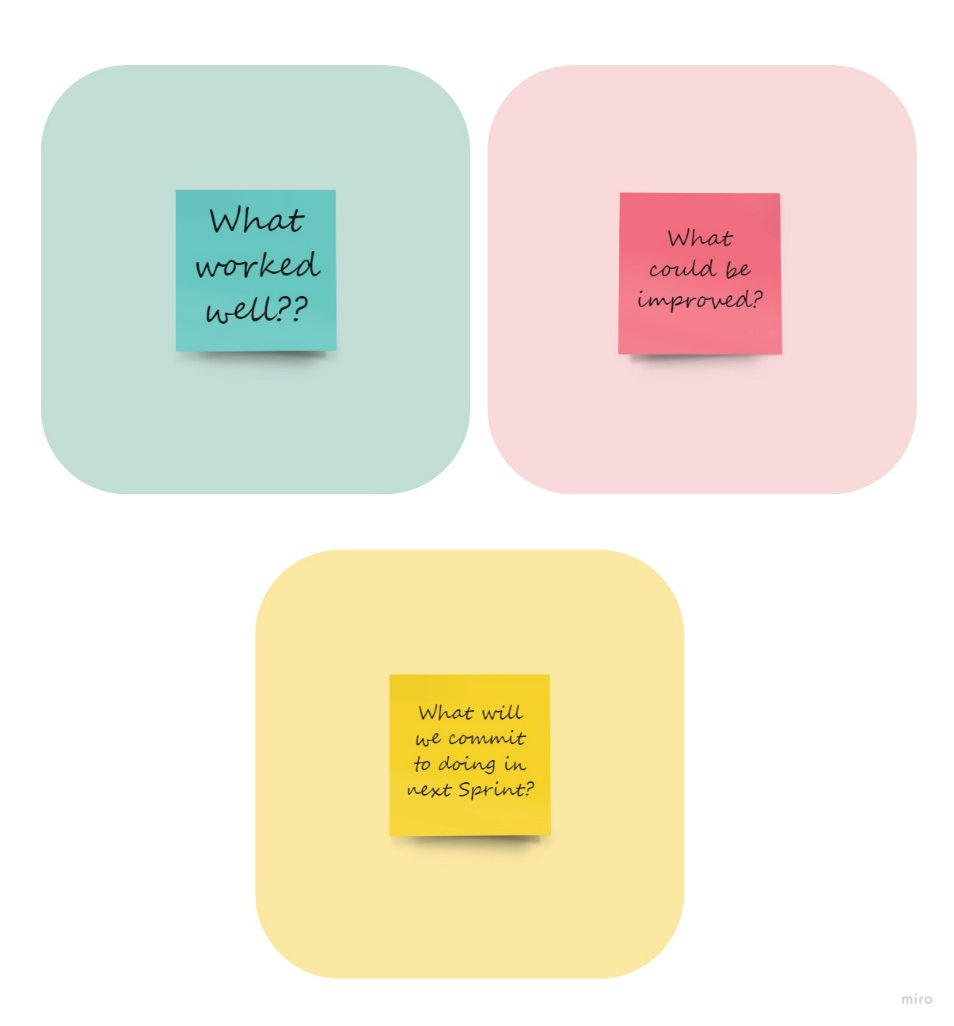 What
worked
well??
What
could be
improved?
What will
we commit
to doing in
next Sprint?
miro